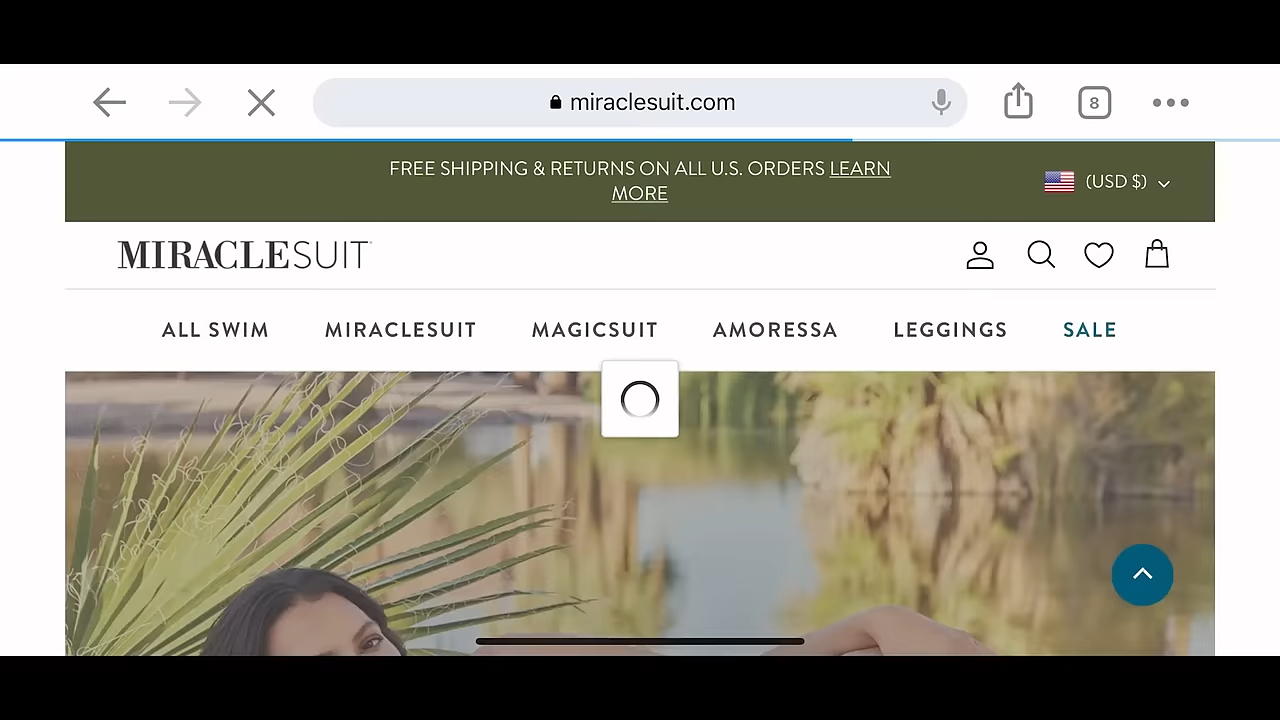 miraclesuit.com
8
FREE SHIPPING & RETURNS ON ALL U.S. ORDERS LEARN
MORE
(USD $)
MIRACLESUIT
ALL SWIM MIRACLESUIT MAGICSUIT AMORESSA LEGGINGS SALE